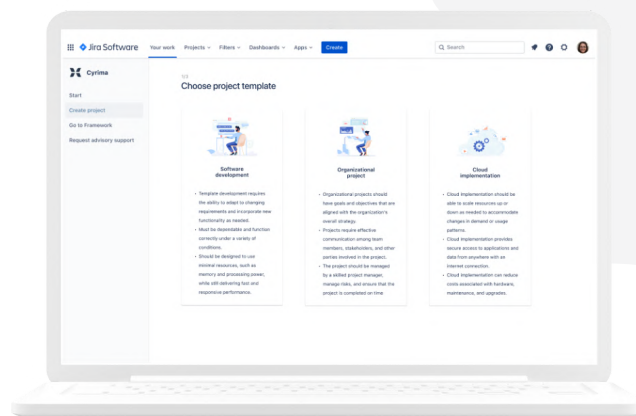 Jira Software Your work Projects Filters Dashboards Apps Create Search
Cyrima
Start
Create project
Go to Framework
Request advisory support
1/3
Choose project template
Software
development
• Template development requires
the ability to adapt to changing
requirements and incorporate new
functionality as needed.
• Must be dependable and function
correctly under a variety of
conditions.
• Should be designed to use
minimal resources, such as
memory and processing power,
while still delivering fast and
responsive performance.
Organizational
project
• Organizational projects should
have goals and objectives that are
aligned with the organization's
overall strategy.
• Projects require effective
communication among team
members, stakeholders, and other
parties involved in the project.
• The project should be managed
by a skilled project manager,
manage risks, and ensure that the
project is completed on time
Cloud
implementation
• Cloud Implementation should be
able to scale resources up or
down as needed to accommodate
changes in demand or usage
patterns.
• Cloud implementation provides
secure access to applications and
data from anywhere with an
internet connection.
• Cloud implementation can reduce
costs associated with hardware,
maintenance, and upgrades.